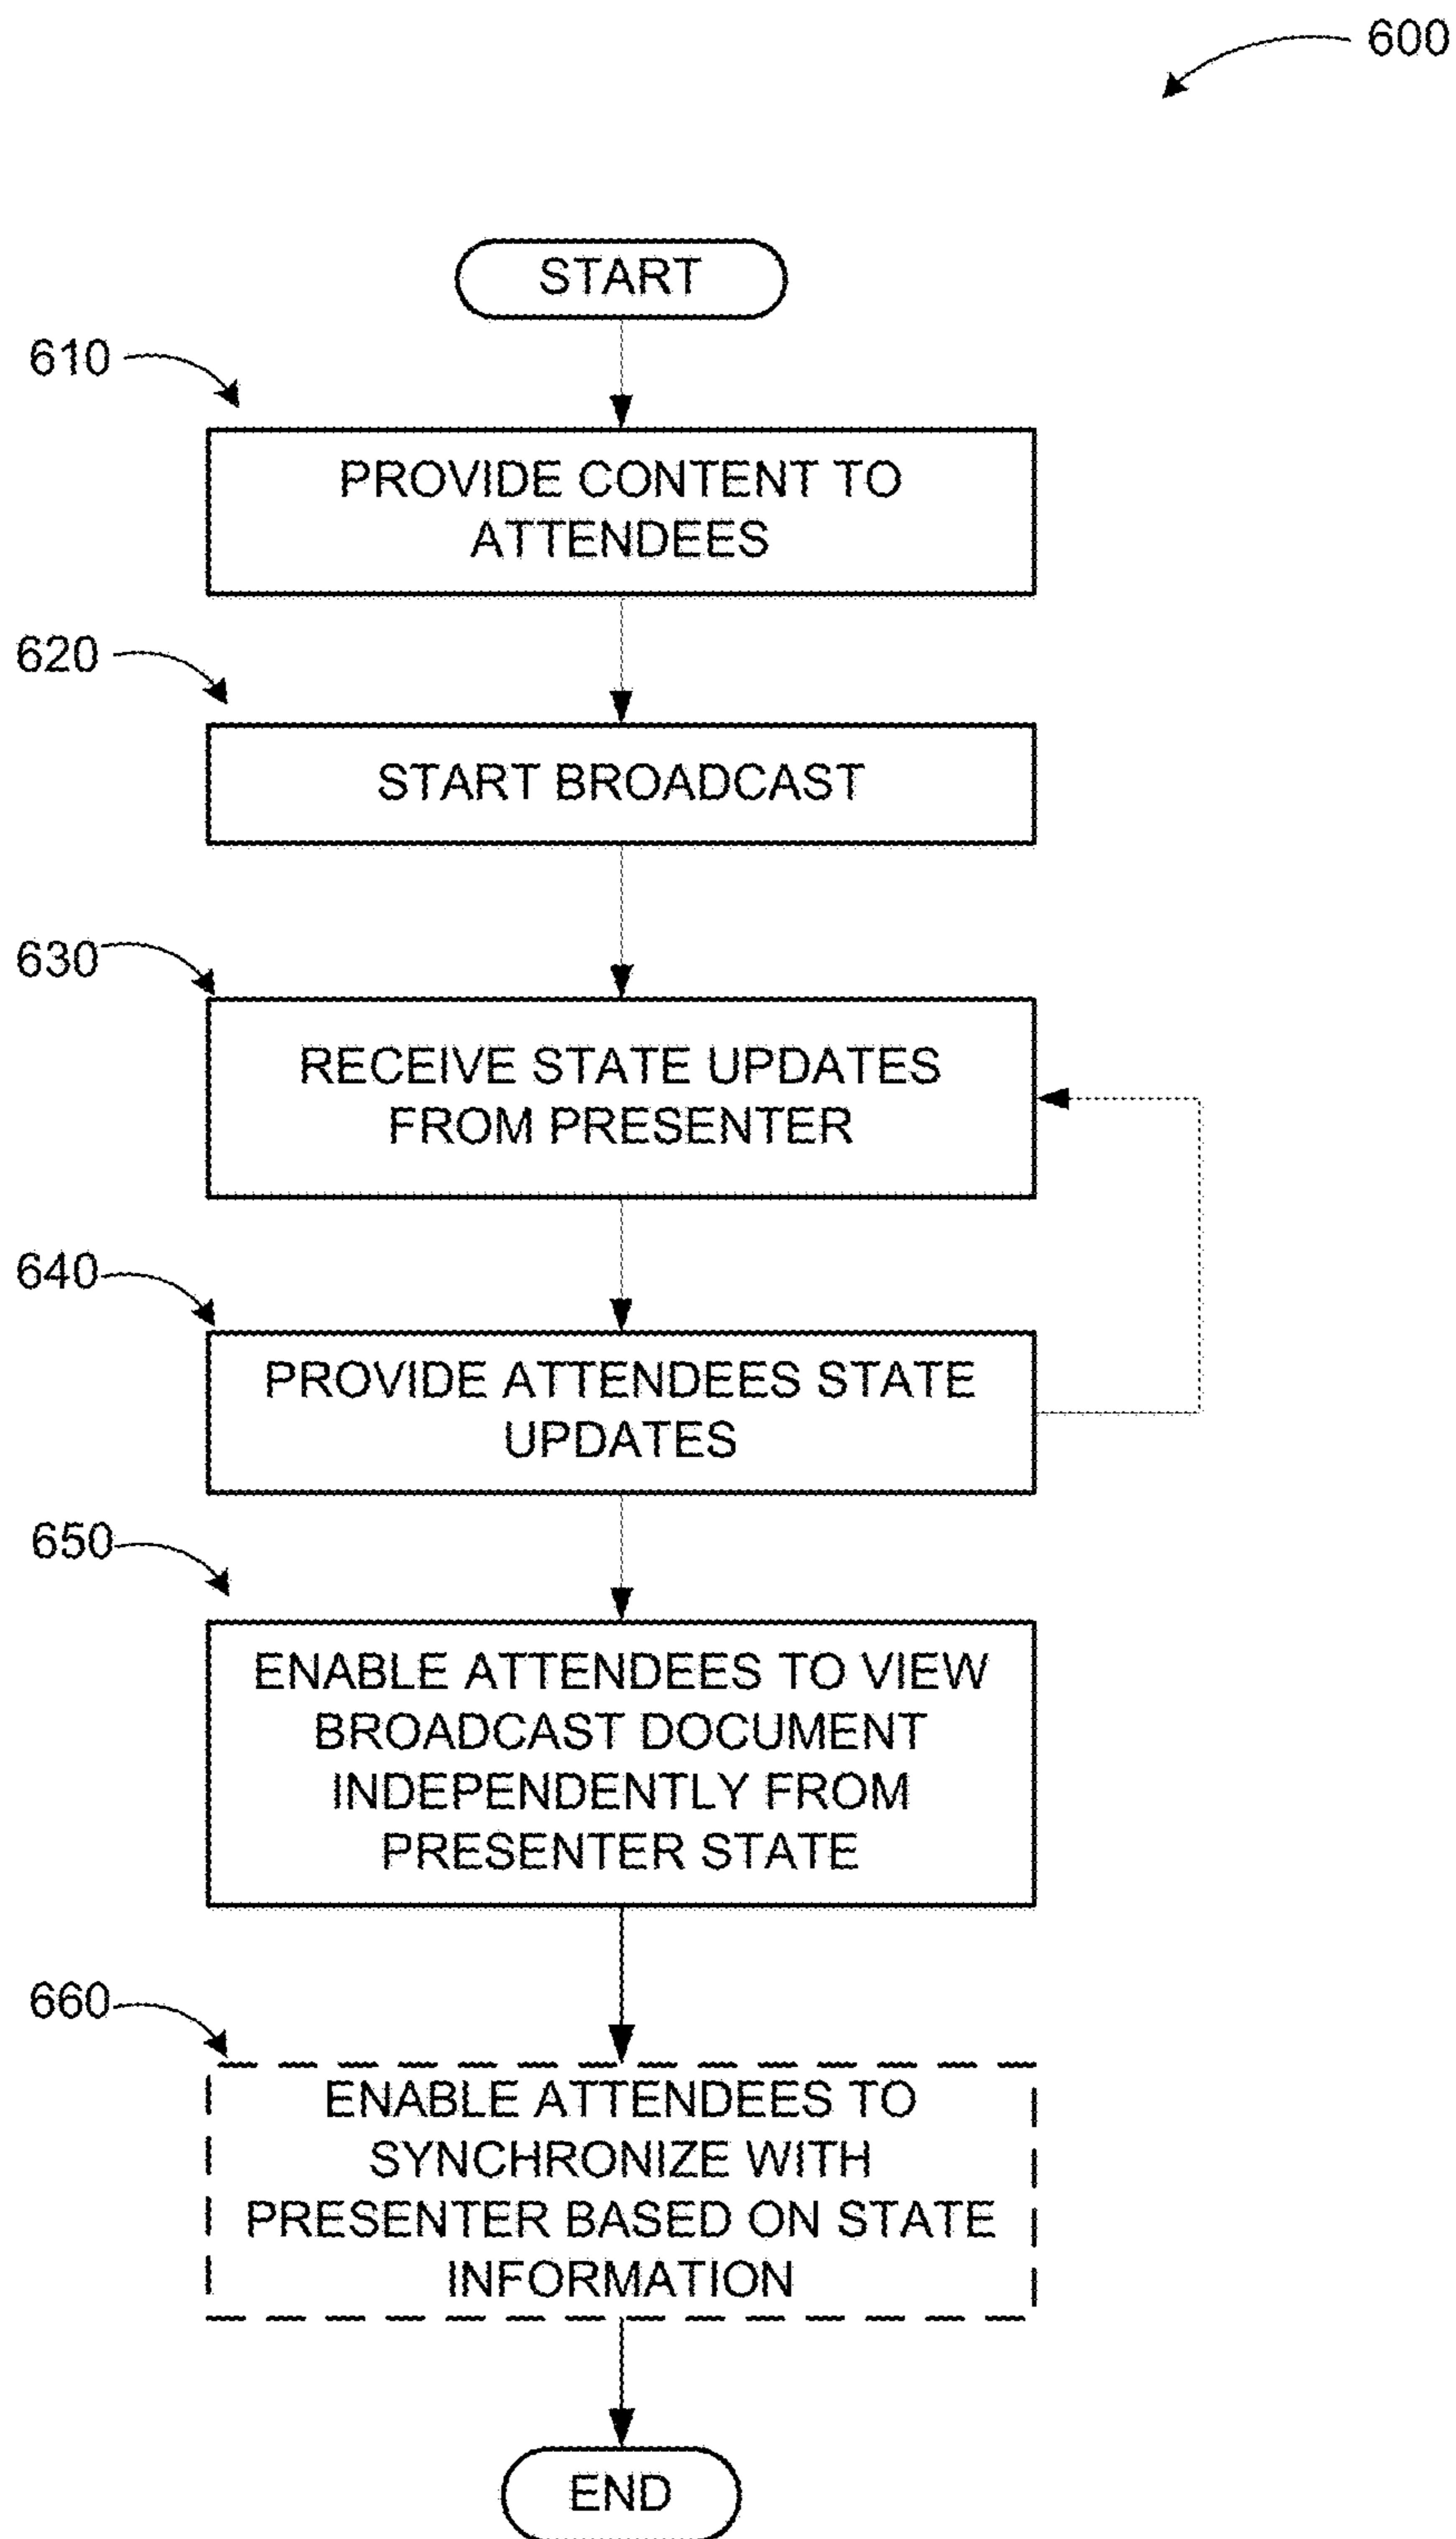 600
START
610
PROVIDE CONTENT TO
ATTENDEES
620
START BROADCAST
630
RECEIVE STATE UPDATES
FROM PRESENTER
640
PROVIDE ATTENDEES STATE
UPDATES
650
ENABLE ATTENDEES TO VIEW
BROADCAST DOCUMENT
INDEPENDENTLY FROM
PRESENTER STATE
660
ENABLE ATTENDEES TO
SYNCHRONIZE WITH
PRESENTER BASED ON STATE
INFORMATION
END